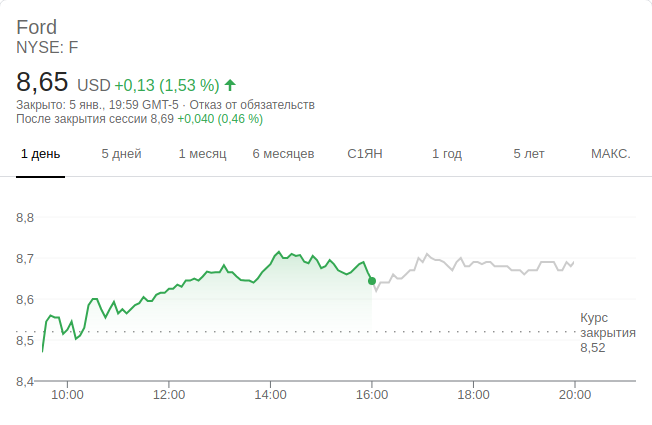 Ford
NYSE: F
8,65 USD +0,13 (1,53 %)
Закрыто: 5 янв., 19:59 GMT-5 · Отказ от обязательств
После закрытия сессии 8,69 +0,040 (0,46 %)
1 день 5 дней 1 месяц 6 месяцев С1ЯН 1 год 5 лет МАКС.
8,8
8,7
8,6
8,5
8,4
Курс
закрытия
8,52
10:00 12:00 14:00 16:00 18:00 20:00